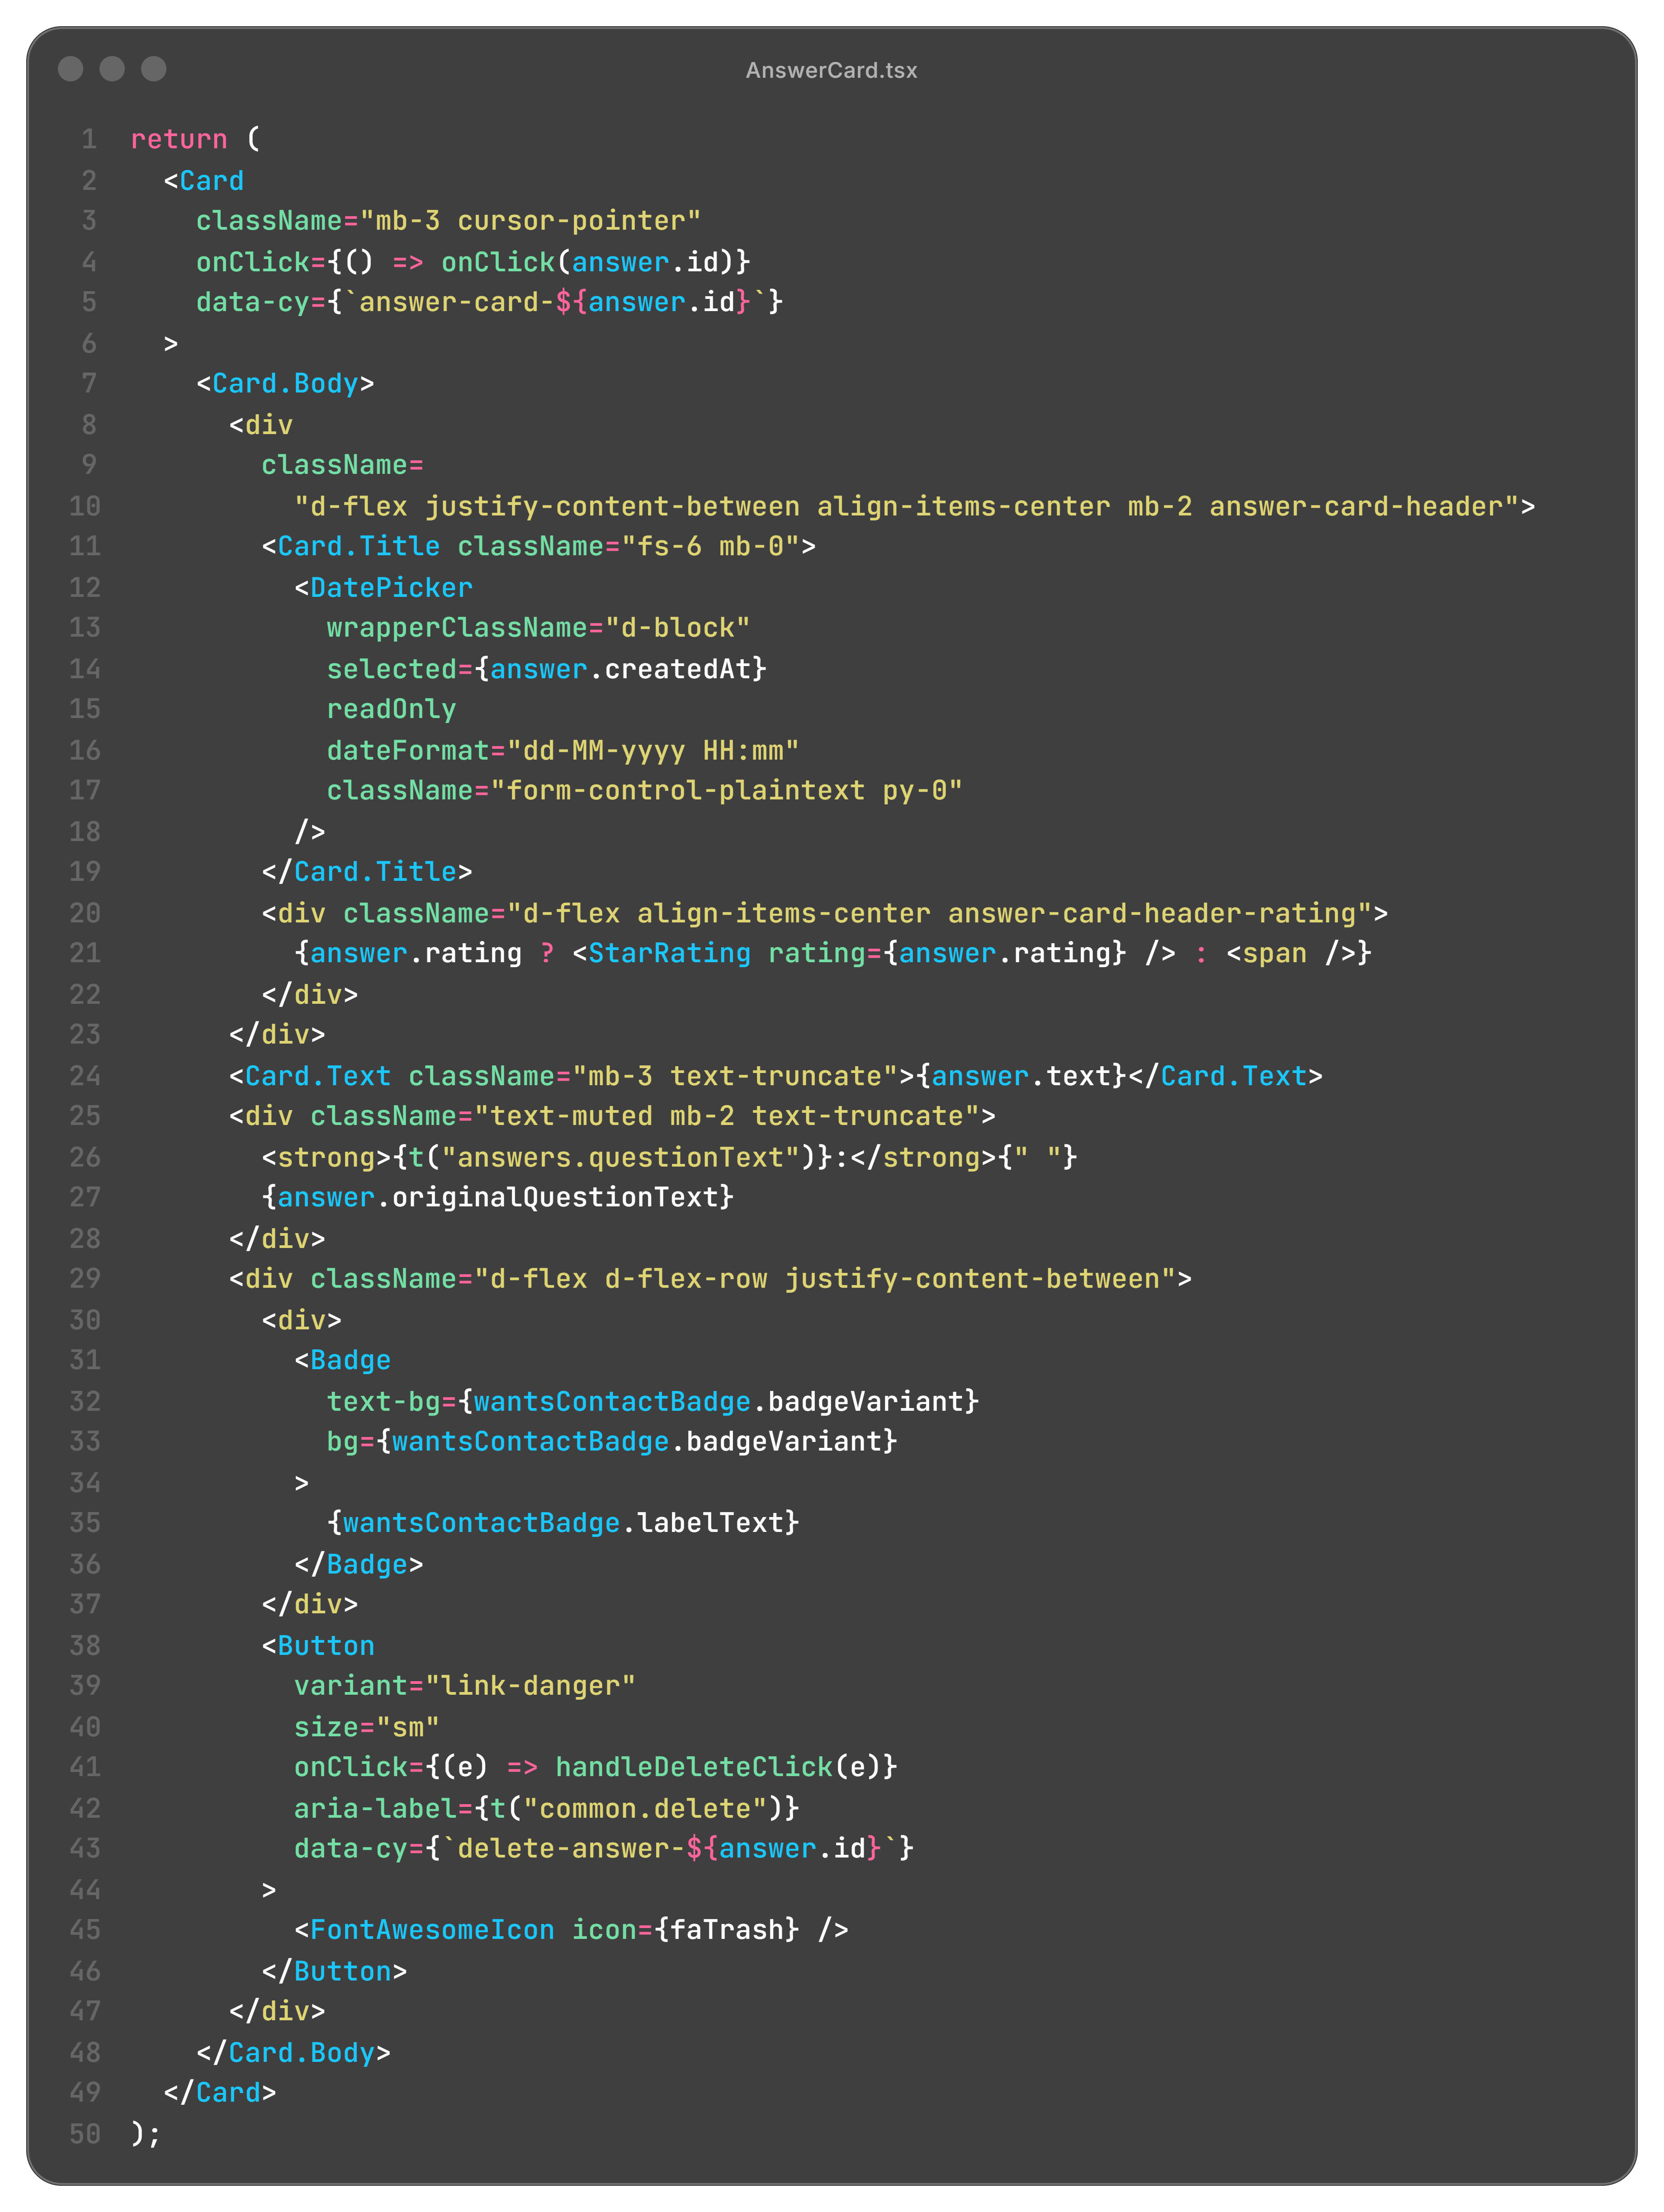 AnswerCard.tsx
1 return (
2   <Card
3     className="mb-3 cursor-pointer"
4     onClick={() => onClick(answer.id)}
5     data-cy={`answer-card-${answer.id}`}
6   >
7     <Card.Body>
8       <div
9         className=
10           "d-flex justify-content-between align-items-center mb-2 answer-card-header">
11         <Card.Title className="fs-6 mb-0">
12           <DatePicker
13             wrapperClassName="d-block"
14             selected={answer.createdAt}
15             readOnly
16             dateFormat="dd-MM-yyyy HH:mm"
17             className="form-control-plaintext py-0"
18           />
19         </Card.Title>
20         <div className="d-flex align-items-center answer-card-header-rating">
21           {answer.rating ? <StarRating rating={answer.rating} /> : <span />}
22         </div>
23       </div>
24       <Card.Text className="mb-3 text-truncate">{answer.text}</Card.Text>
25       <div className="text-muted mb-2 text-truncate">
26         <strong>{t("answers.questionText")}:</strong>{" "}
27         {answer.originalQuestionText}
28       </div>
29       <div className="d-flex d-flex-row justify-content-between">
30         <div>
31           <Badge
32             text-bg={wantsContactBadge.badgeVariant}
33             bg={wantsContactBadge.badgeVariant}
34           >
35             {wantsContactBadge.labelText}
36           </Badge>
37         </div>
38         <Button
39           variant="link-danger"
40           size="sm"
41           onClick={(e) => handleDeleteClick(e)}
42           aria-label={t("common.delete")}
43           data-cy={`delete-answer-${answer.id}`}
44         >
45           <FontAwesomeIcon icon={faTrash} />
46         </Button>
47       </div>
48     </Card.Body>
49   </Card>
50 );